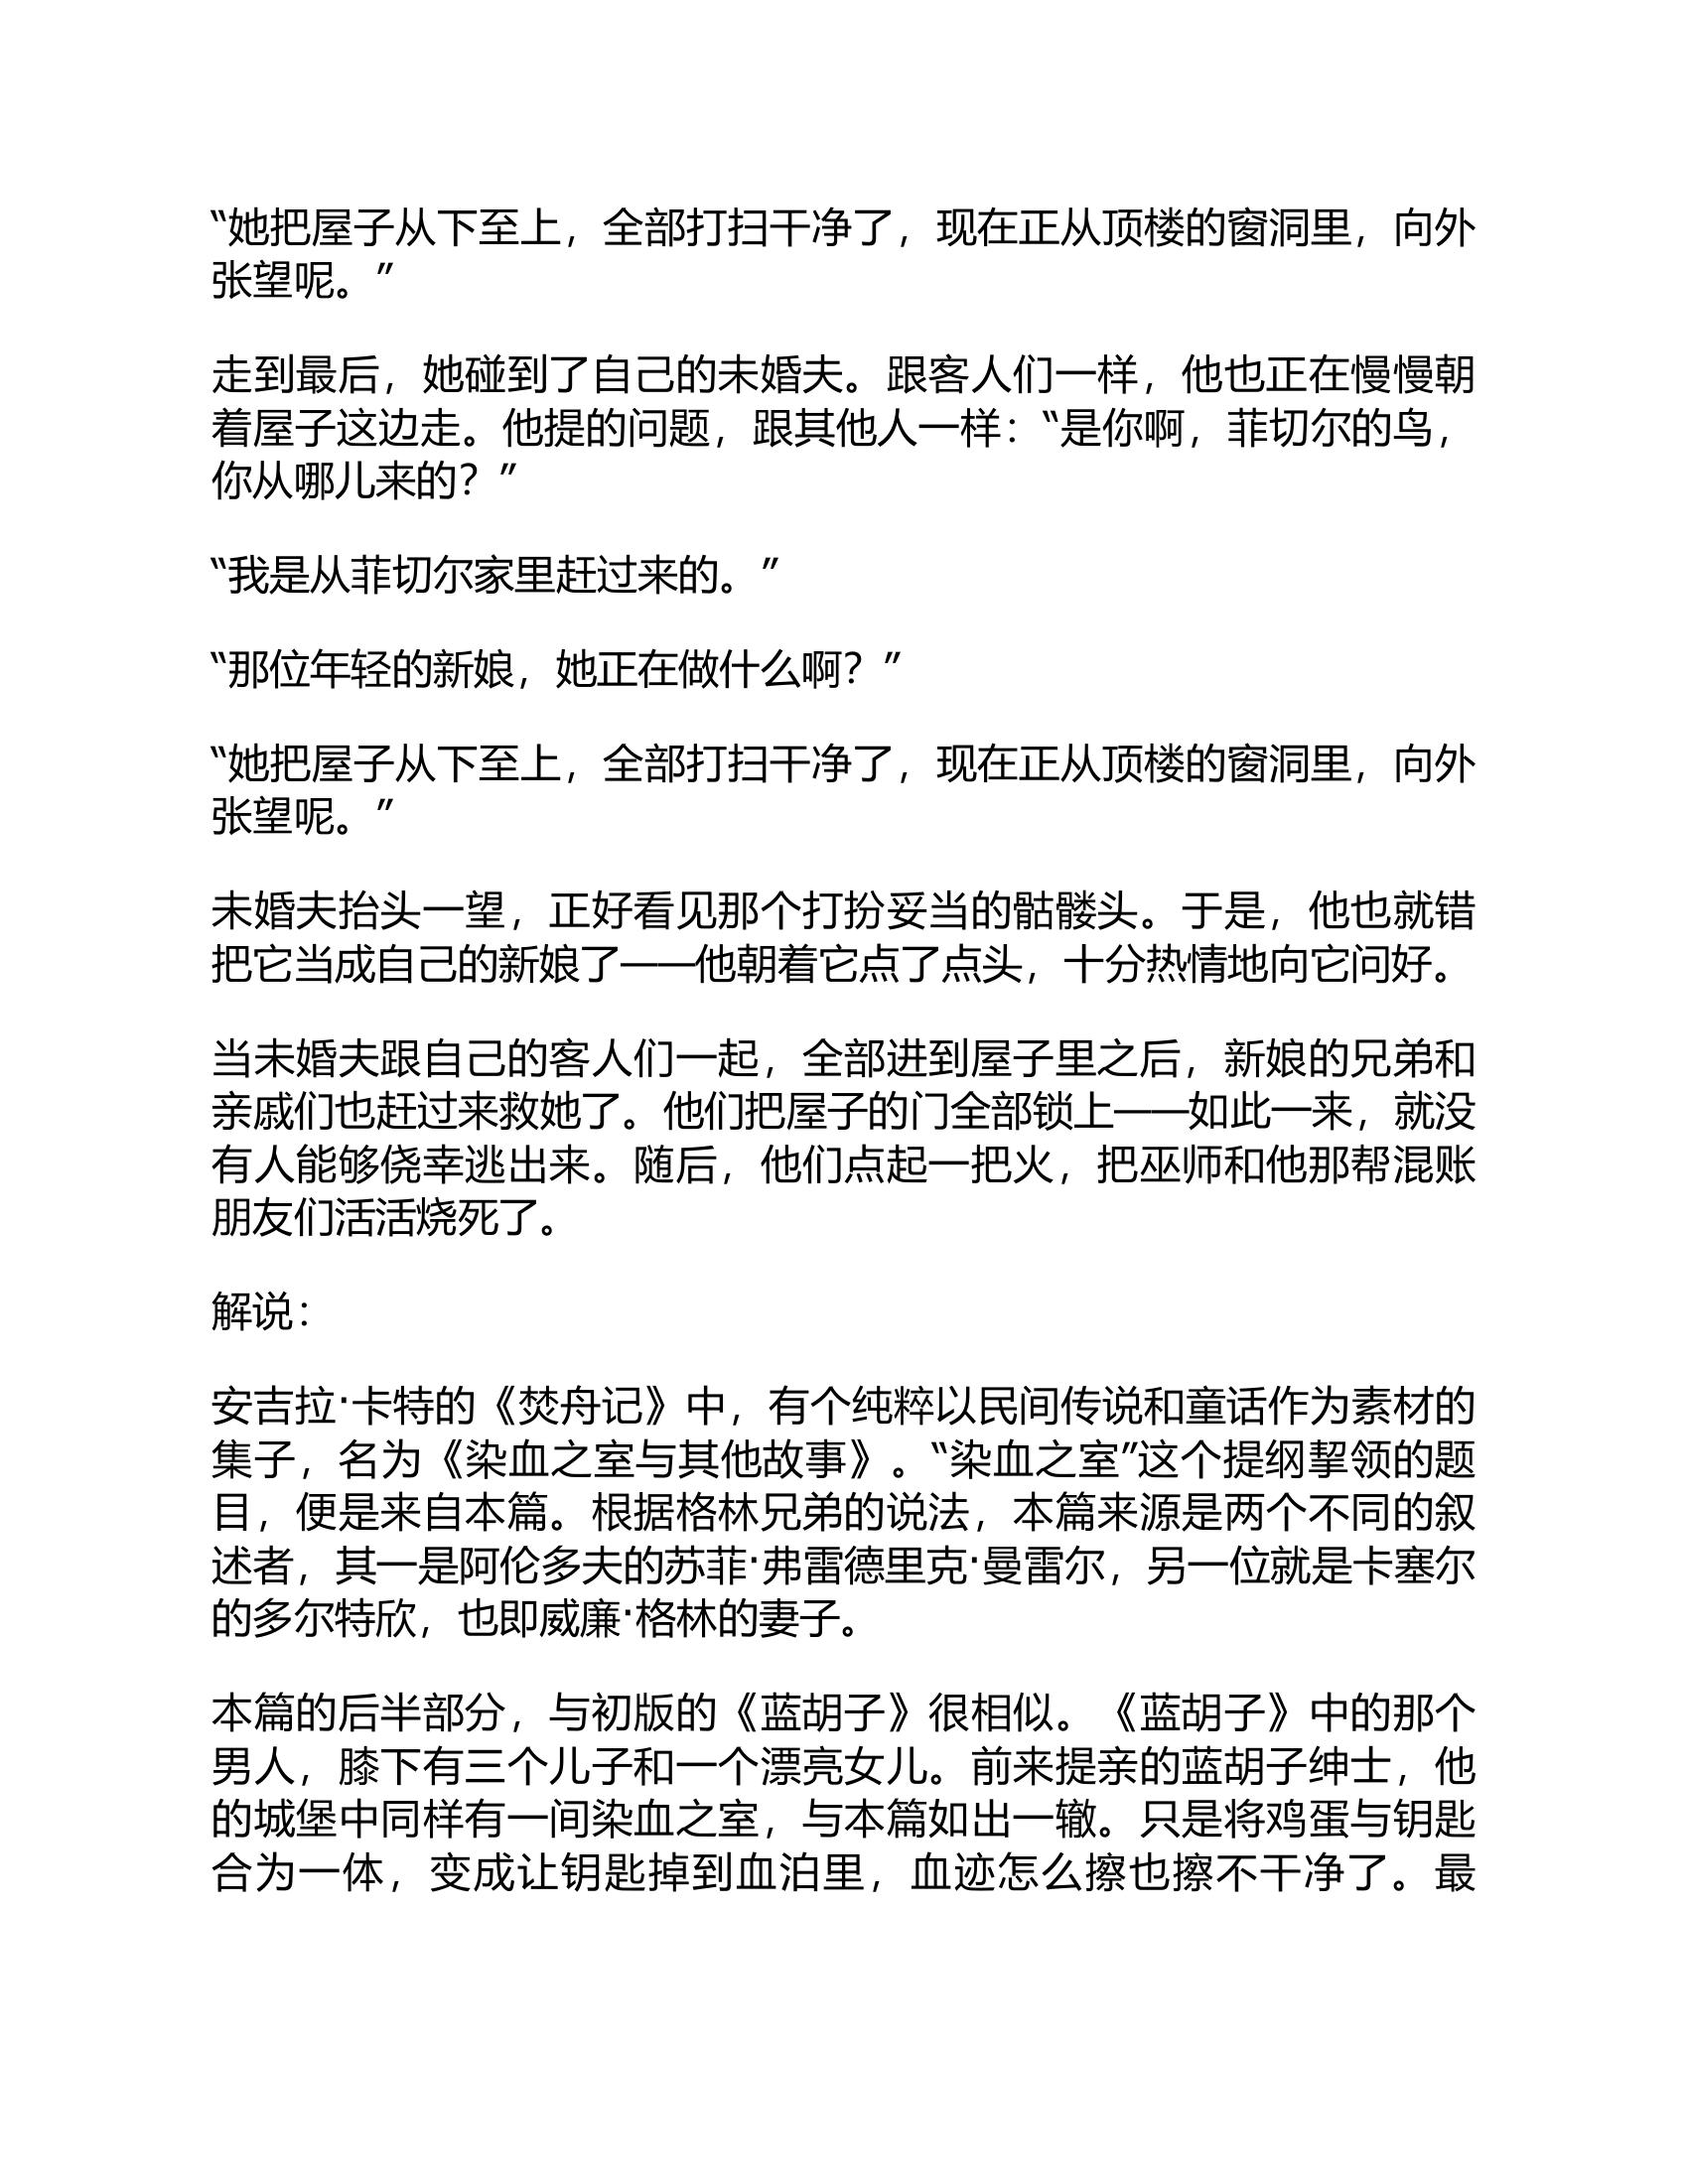 “她把屋子从下至上，全部打扫干净了，现在正从顶楼的窗洞里，向外
张望呢。”
走到最后，她碰到了自己的未婚夫。跟客人们一样，他也正在慢慢朝
着屋子这边走。他提的问题，跟其他人一样：“是你啊，菲切尔的鸟，
你从哪儿来的？”
“我是从菲切尔家里赶过来的。”
“那位年轻的新娘，她正在做什么啊？”
“她把屋子从下至上，全部打扫干净了，现在正从顶楼的窗洞里，向外
张望呢。”
未婚夫抬头一望，正好看见那个打扮妥当的骷髅头。于是，他也就错
把它当成自己的新娘了——他朝着它点了点头，十分热情地向它问好。
当未婚夫跟自己的客人们一起，全部进到屋子里之后，新娘的兄弟和
亲戚们也赶过来救她了。他们把屋子的门全部锁上——如此一来，就没
有人能够侥幸逃出来。随后，他们点起一把火，把巫师和他那帮混账
朋友们活活烧死了。
解说：
安吉拉·卡特的《焚舟记》中，有个纯粹以民间传说和童话作为素材的
集子，名为《染血之室与其他故事》。“染血之室”这个提纲挈领的题
目，便是来自本篇。根据格林兄弟的说法，本篇来源是两个不同的叙
述者，其一是阿伦多夫的苏菲·弗雷德里克·曼雷尔，另一位就是卡塞尔
的多尔特欣，也即威廉·格林的妻子。
本篇的后半部分，与初版的《蓝胡子》很相似。《蓝胡子》中的那个
男人，膝下有三个儿子和一个漂亮女儿。前来提亲的蓝胡子绅士，他
的城堡中同样有一间染血之室，与本篇如出一辙。只是将鸡蛋与钥匙
合为一体，变成让钥匙掉到血泊里，血迹怎么擦也擦不干净了。最